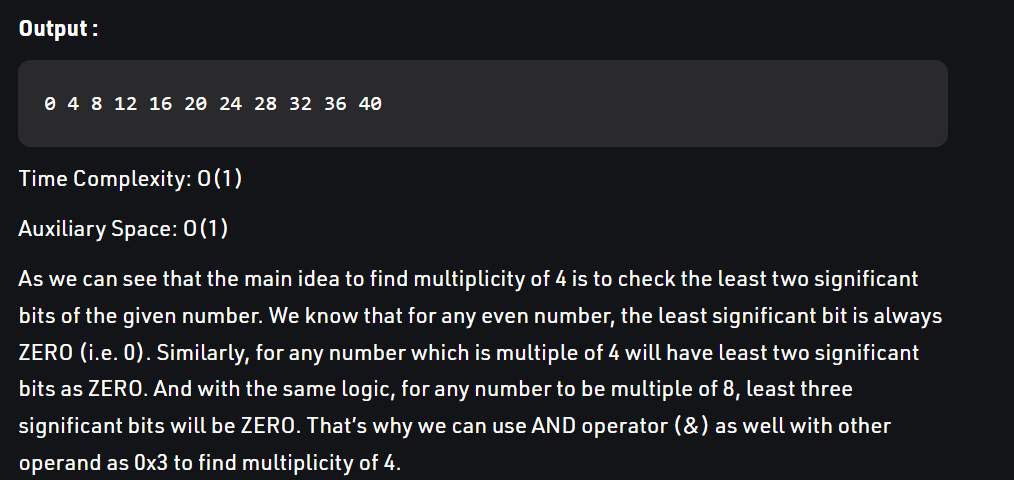 Output :
0 4 8 12 16 20 24 28 32 36 40
Time Complexity: O(1)
Auxiliary Space: O(1)
As we can see that the main idea to find multiplicity of 4 is to check the least two significant
bits of the given number. We know that for any even number, the least significant bit is always
ZERO (i.e. 0). Similarly, for any number which is multiple of 4 will have least two significant
bits as ZERO. And with the same logic, for any number to be multiple of 8, least three
significant bits will be ZERO. That’s why we can use AND operator (&) as well with other
operand as 0x3 to find multiplicity of 4.